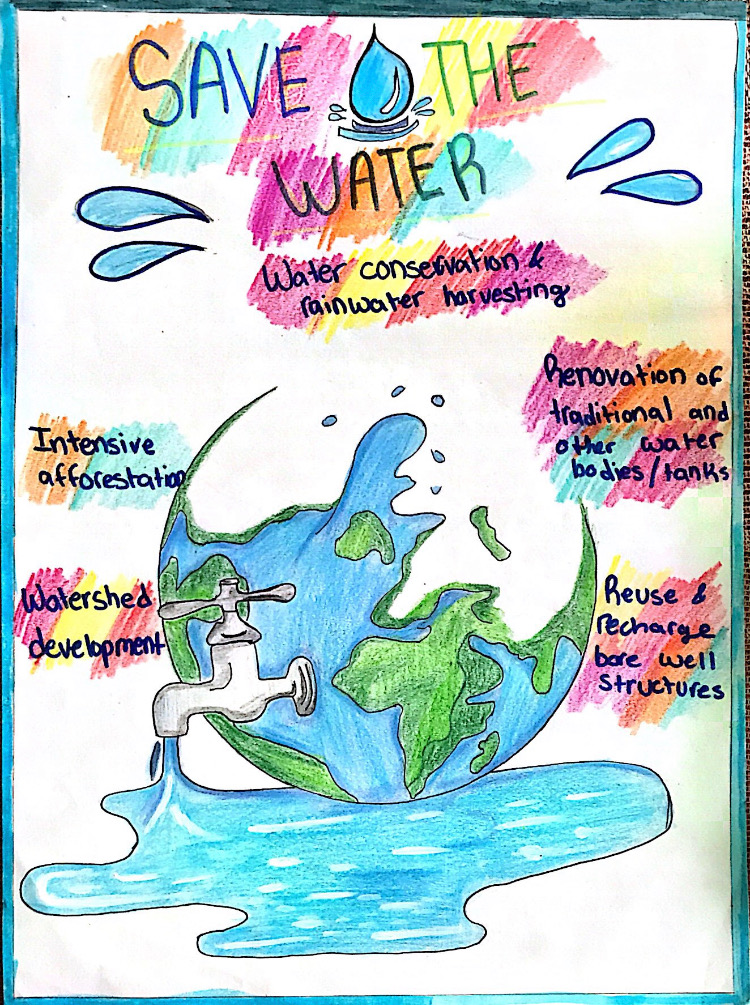 SAVE THE
WATER
Water conservation &
rainwater harvesting
Renovation of
traditional and
other water
bodies/tanks
Intensive
afforestation
Watershed
development
Reuse &
recharge
bore well
structures